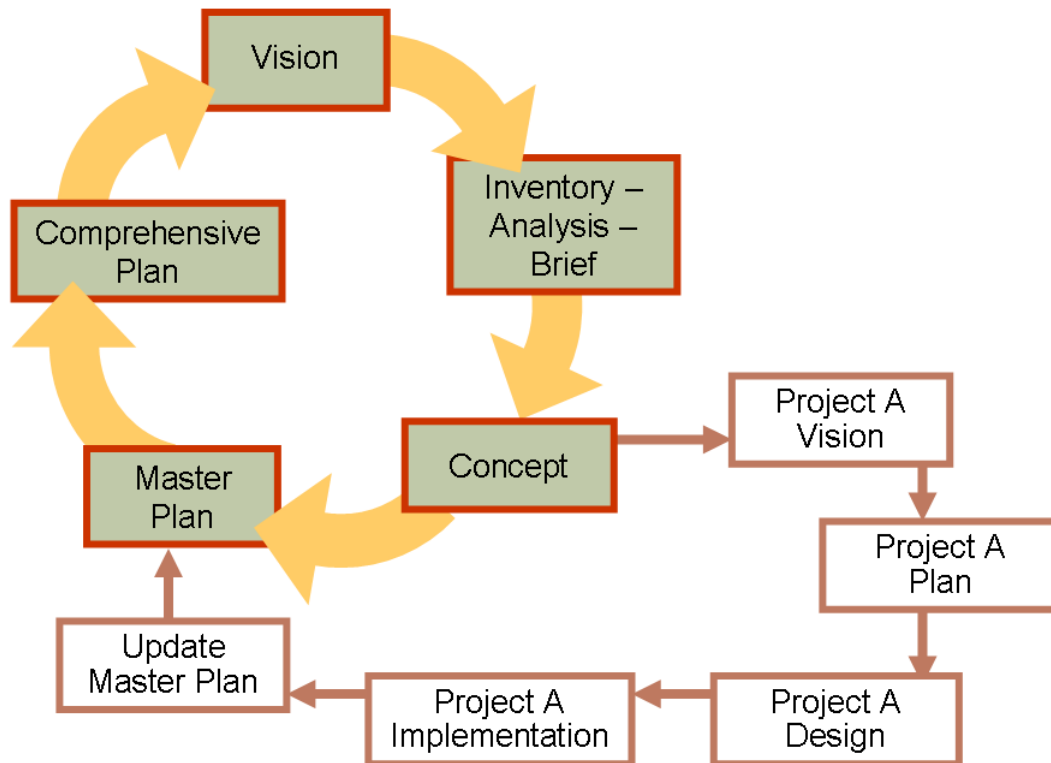 Vision
Inventory –
Analysis –
Brief
Comprehensive
Plan
Concept
Master
Plan
Project A
Vision
Project A
Plan
Project A
Design
Project A
Implementation
Update
Master Plan